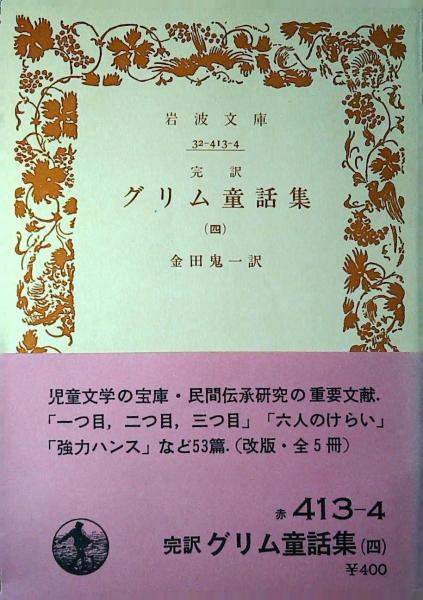 岩波文庫
32-413-4
完訳
グリム童話集
(四)
金田鬼一訳
児童文学の宝庫・民間伝承研究の重要文献.
「一つ目,二つ目,三つ目」「六人のけらい」
「強力ハンス」など53篇.(改版・全5冊)
赤 413-4
完訳 グリム童話集(四)
¥400